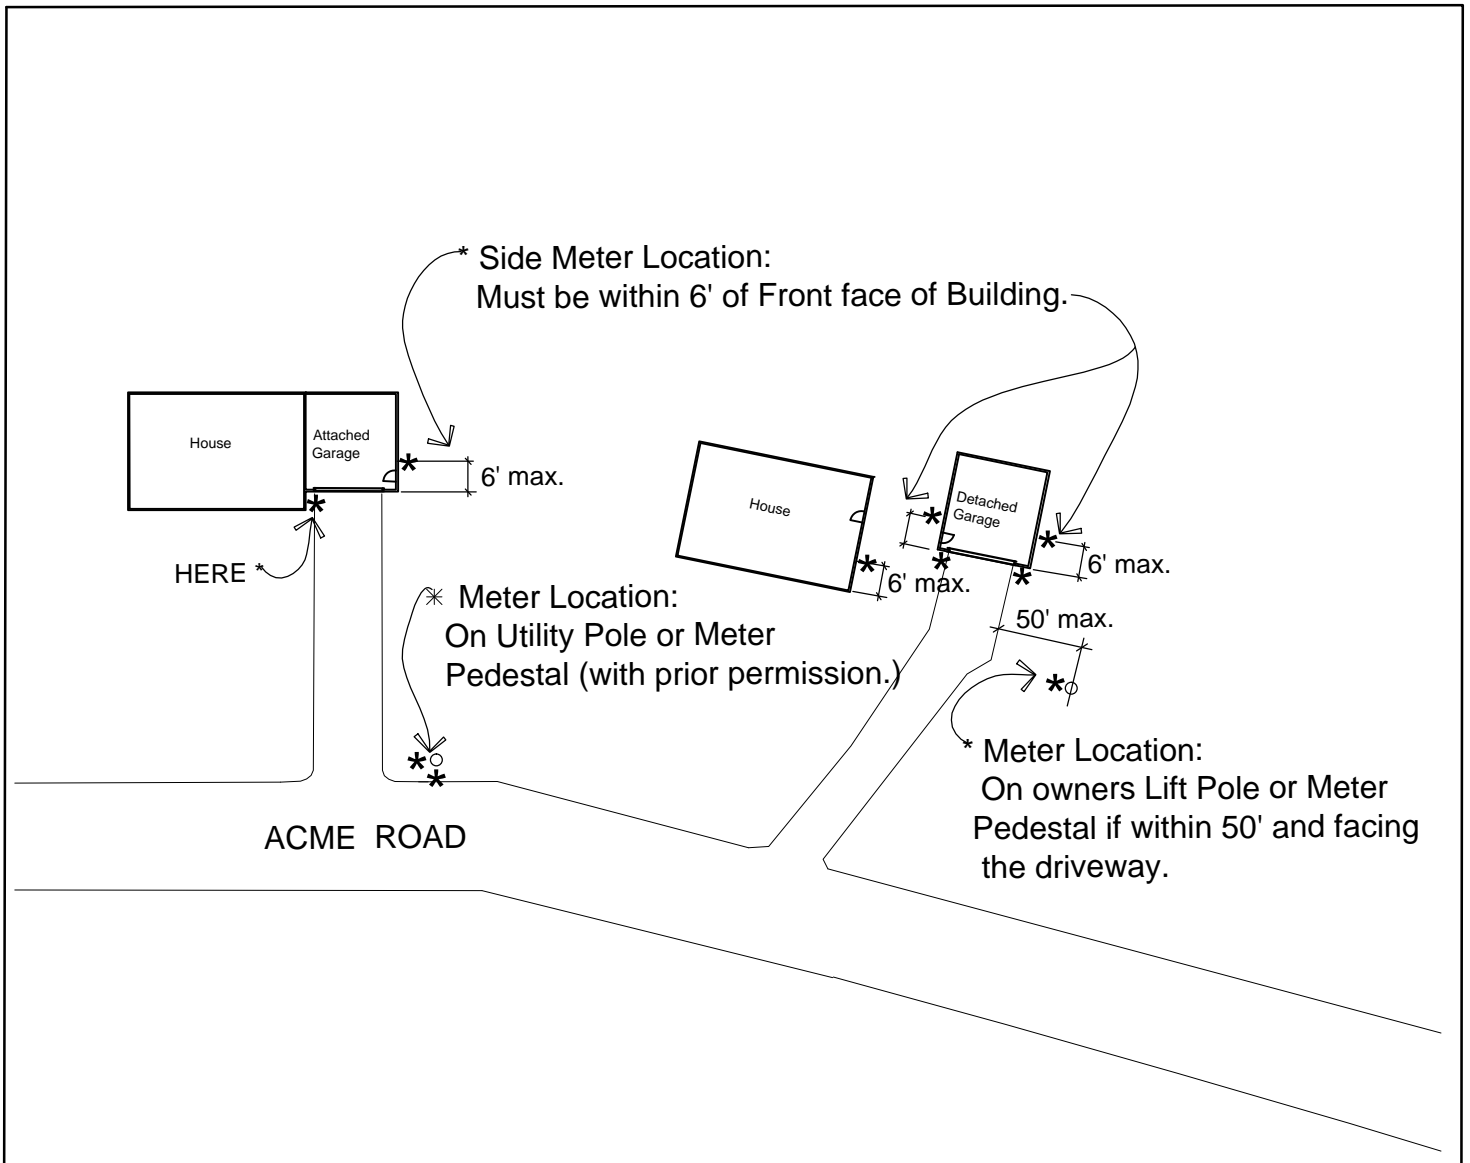 * Side Meter Location:
Must be within 6' of Front face of Building.
House
Attached
Garage
6' max.
HERE *
House
Detached
Garage
6' max.
6' max.
50' max.
* Meter Location:
On Utility Pole or Meter
Pedestal (with prior permission.)
* Meter Location:
On owners Lift Pole or Meter
Pedestal if within 50' and facing
the driveway.
ACME ROAD